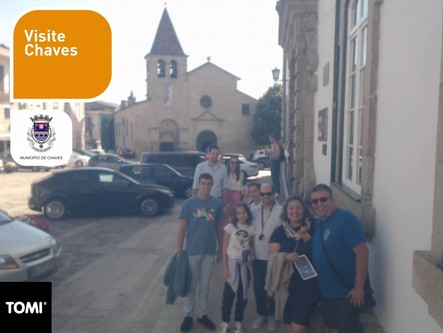 Visite
Chaves
MUNICÍPIO DE CHAVES
TOMI®